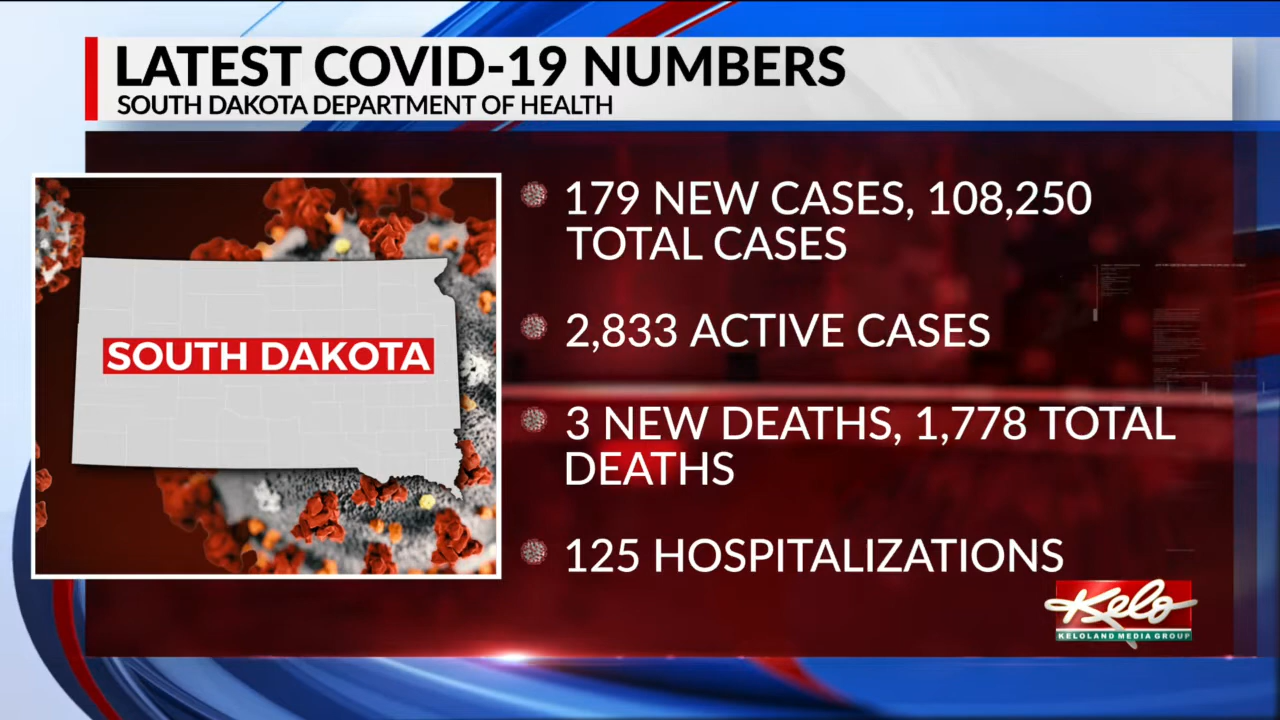 LATEST COVID-19 NUMBERS
SOUTH DAKOTA DEPARTMENT OF HEALTH
SOUTH DAKOTA
179 NEW CASES, 108,250
TOTAL CASES
2,833 ACTIVE CASES
3 NEW DEATHS, 1,778 TOTAL
DEATHS
125 HOSPITALIZATIONS
Kelo
KELOLAND MEDIA GROUP